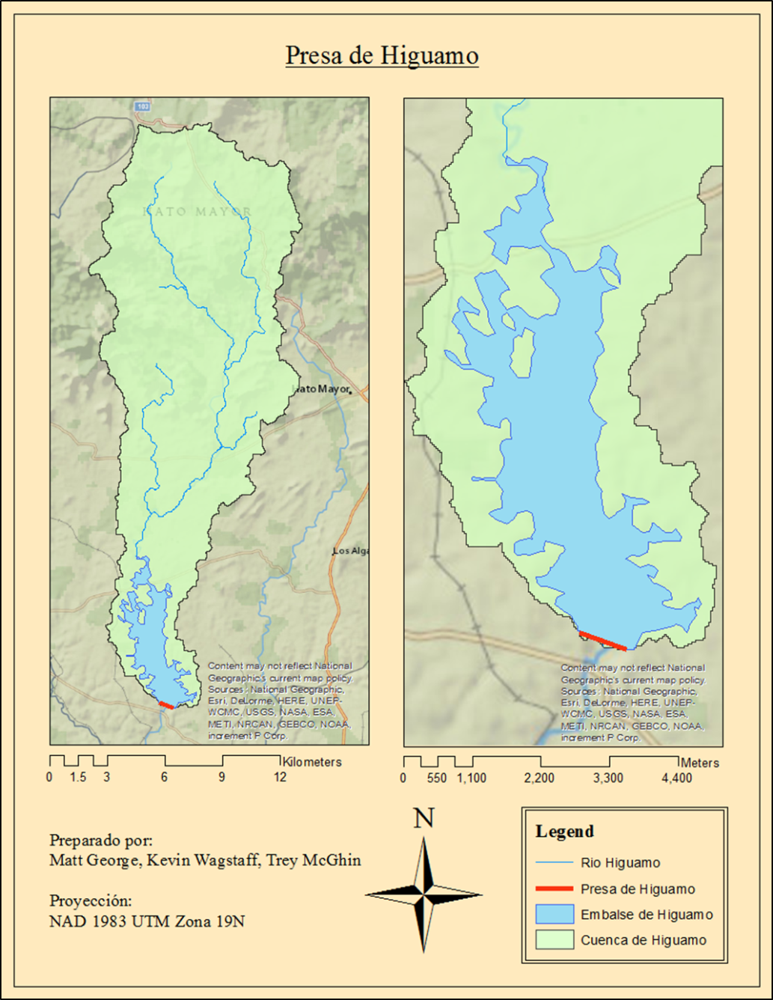 Presa de Higuamo
103
HATO MAYOR
Hato Mayor
Los Alga
Content may not reflect National
Geographic's current map policy.
Sources: National Geographic,
Esri, DeLorme, HERE, UNEP-
WCMC, USGS, NASA, ESA,
METI, NRCAN, GEBCO, NOAA,
increment P Corp.
Content may not reflect National
Geographic's current map policy.
Sources: National Geographic,
Esri, DeLorme, HERE, UNEP-
WCMC, USGS, NASA, ESA,
METI, NRCAN, GEBCO, NOAA,
increment P Corp.
Kilometers
0 1.5 3 6 9 12
Meters
0 550 1,100 2,200 3,300 4,400
Preparado por:
Matt George, Kevin Wagstaff, Trey McGhin
Proyección:
NAD 1983 UTM Zona 19N
N
Legend
Rio Higuamo
Presa de Higuamo
Embalse de Higuamo
Cuenca de Higuamo